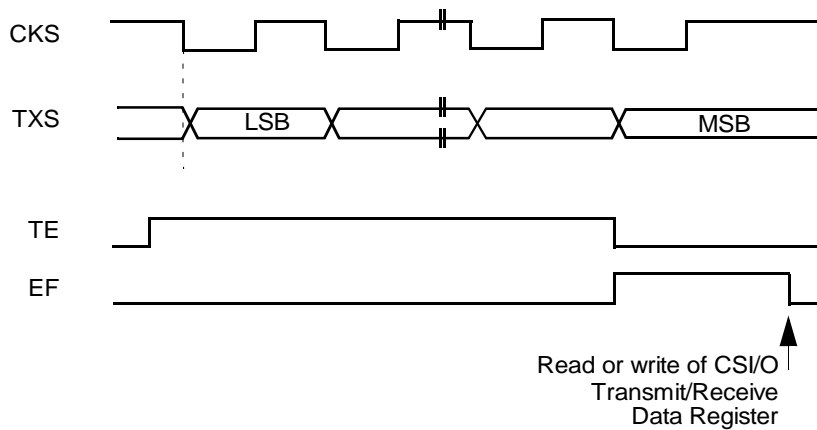 CKS
TXS
LSB
MSB
TE
EF
Read or write of CSI/O
Transmit/Receive
Data Register